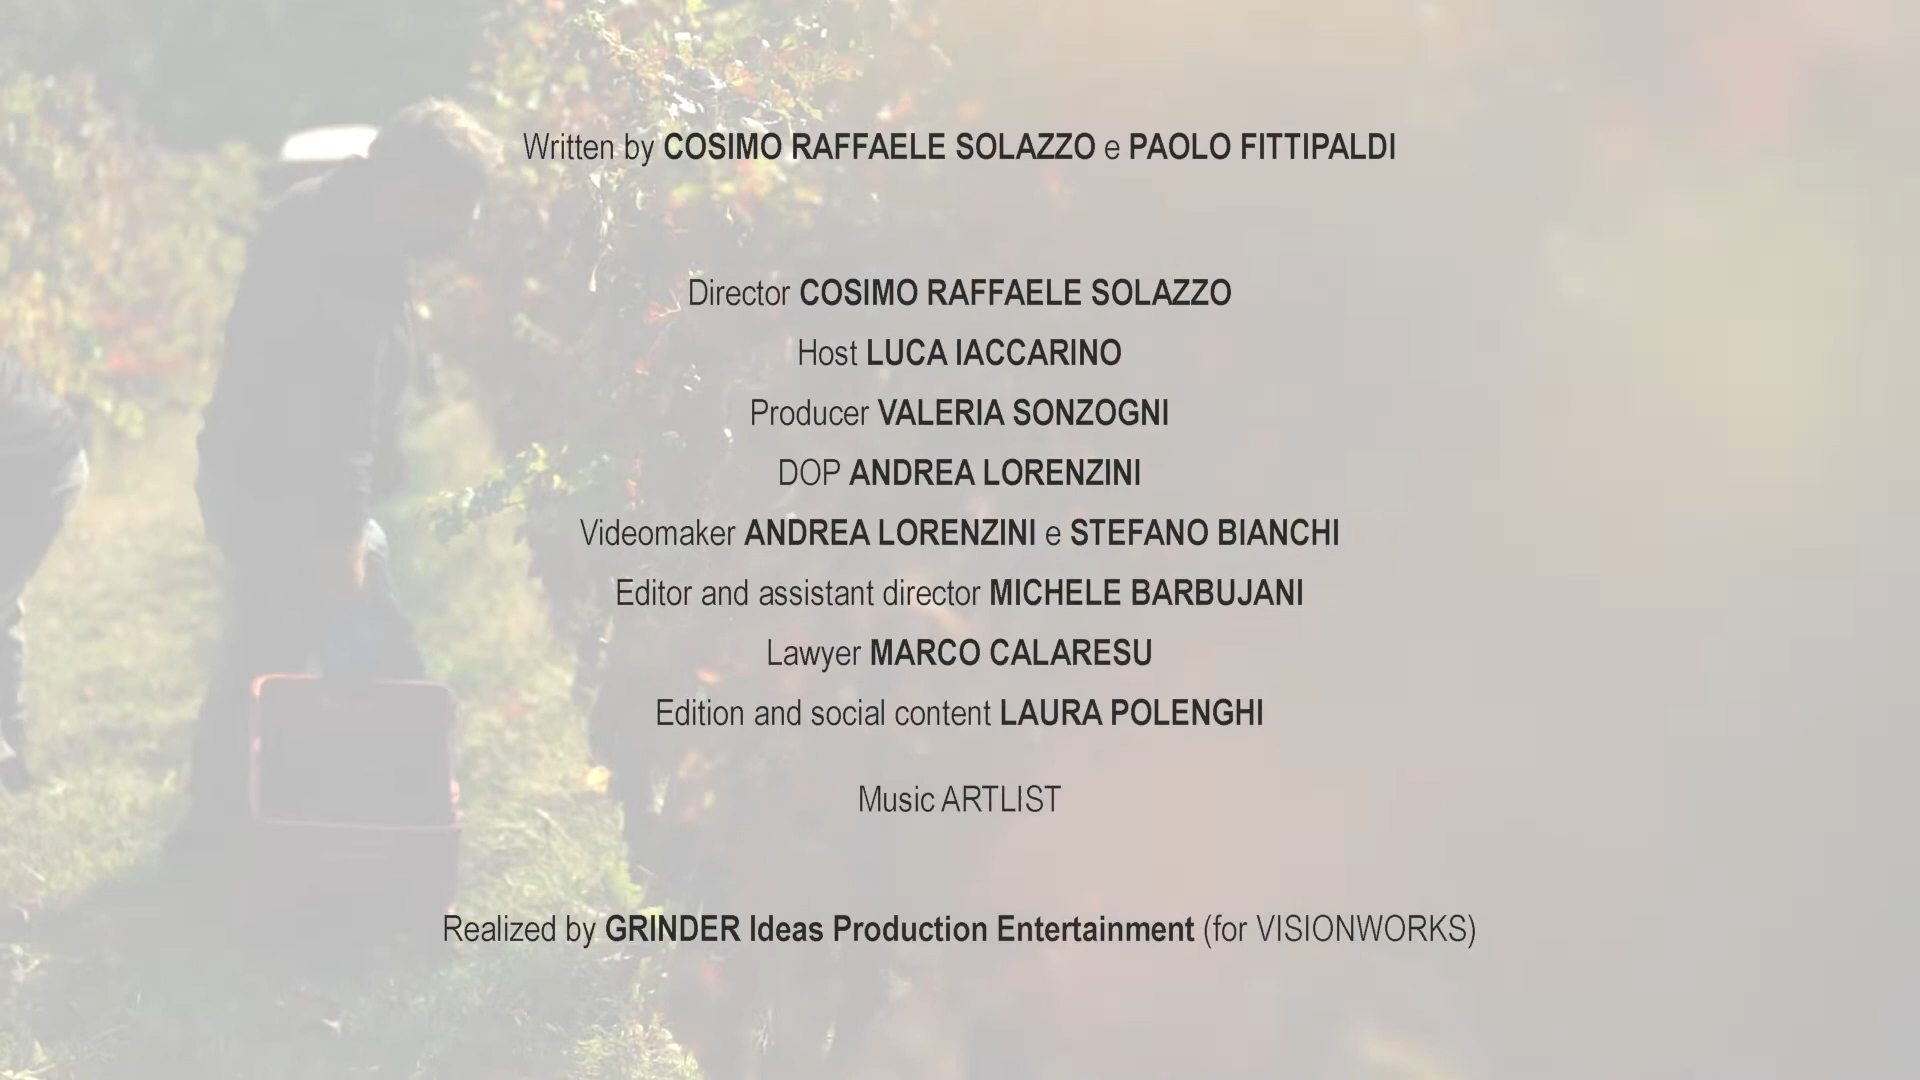 Written by COSIMO RAFFAELE SOLAZZO e PAOLO FITTIPALDI
Director COSIMO RAFFAELE SOLAZZO
Host LUCA IACCARINO
Producer VALERIA SONZOGNI
DOP ANDREA LORENZINI
Videomaker ANDREA LORENZINI e STEFANO BIANCHI
Editor and assistant director MICHELE BARBUJANI
Lawyer MARCO CALARESU
Edition and social content LAURA POLENGHI
Music ARTLIST
Realized by GRINDER Ideas Production Entertainment (for VISIONWORKS)